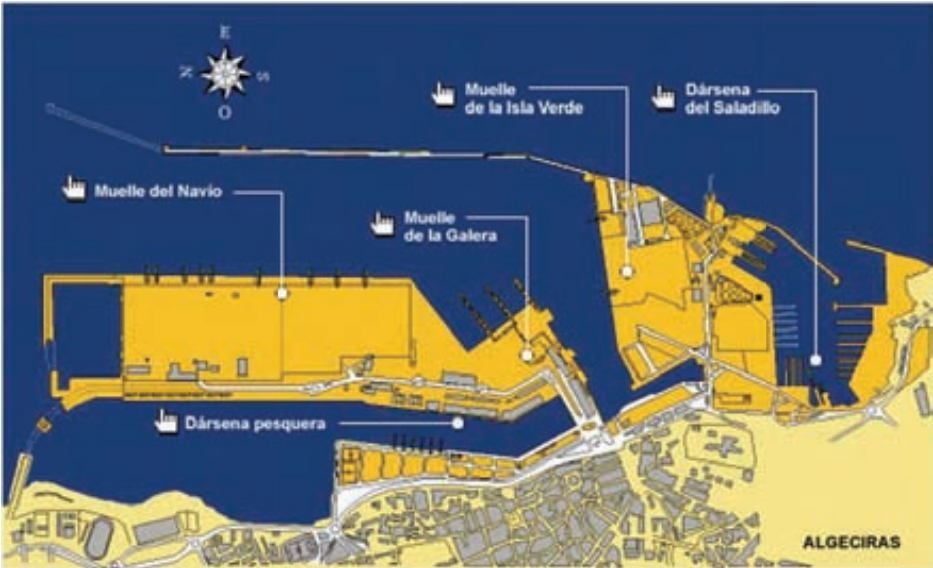 E
N
S
O
Muelle
de la Isla Verde
Dársena
del Saladillo
Muelle del Navío
Muelle
de la Galera
Dársena pesquera
ALGECIRAS